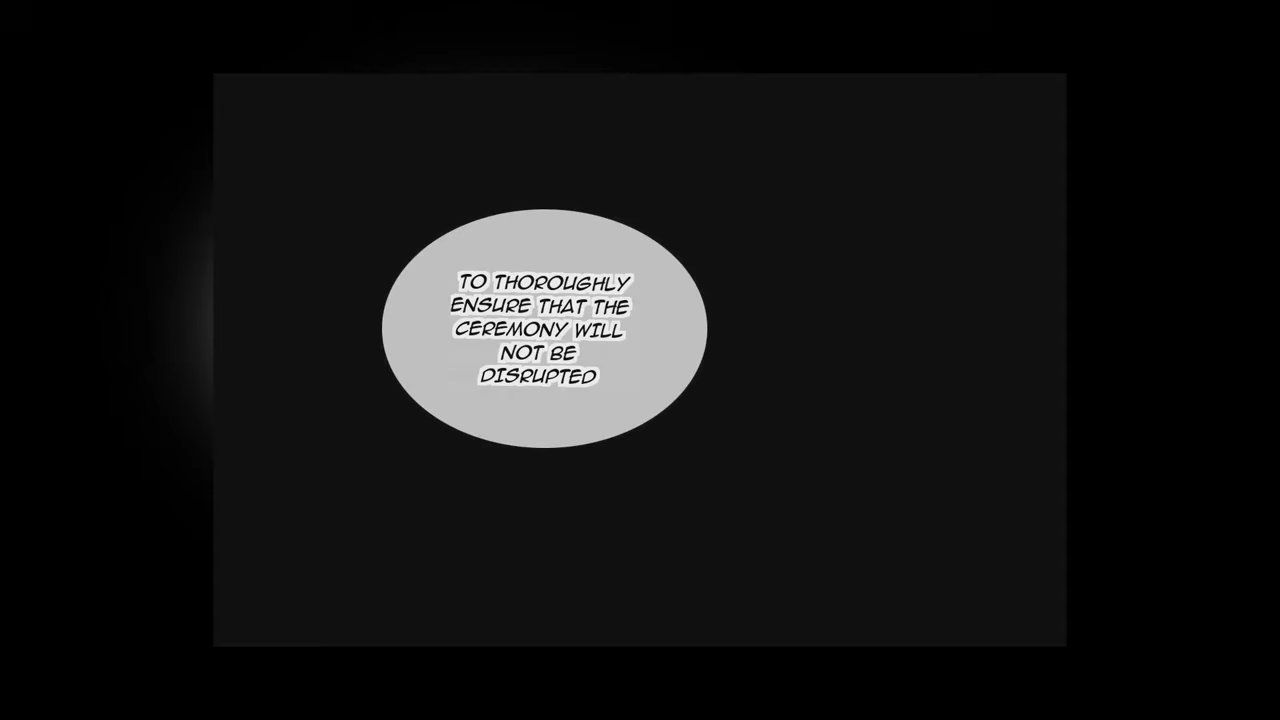 TO THOROUGHLY
ENSURE THAT THE
CEREMONY WILL
NOT BE
DISRUPTED